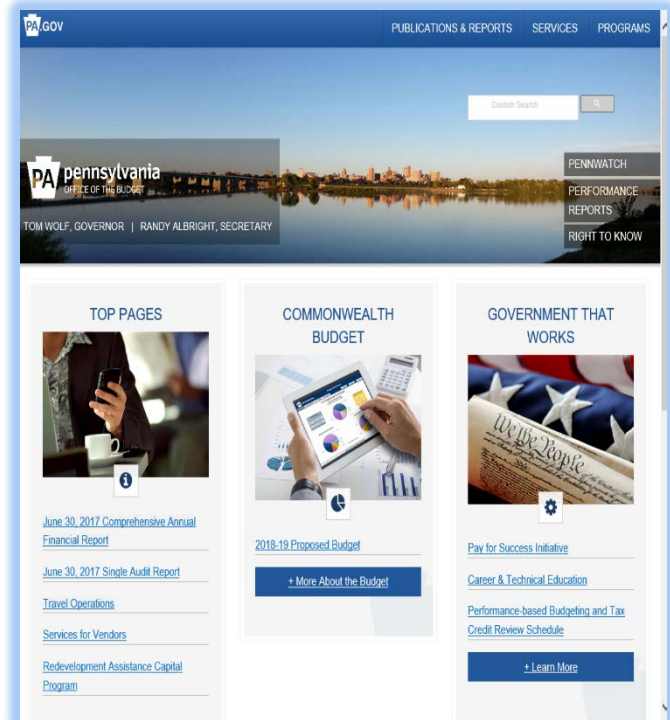 PA.GOV
PUBLICATIONS & REPORTS SERVICES PROGRAMS
Custom Search
PA pennsylvania
OFFICE OF THE BUDGET
TOM WOLF, GOVERNOR | RANDY ALBRIGHT, SECRETARY
PENNWATCH
PERFORMANCE
REPORTS
RIGHT TO KNOW
TOP PAGES
June 30, 2017 Comprehensive Annual
Financial Report
June 30, 2017 Single Audit Report
Travel Operations
Services for Vendors
Redevelopment Assistance Capital
Program
COMMONWEALTH
BUDGET
2018-19 Proposed Budget
+ More About the Budget
GOVERNMENT THAT
WORKS
We the People
Pay for Success Initiative
Career & Technical Education
Performance-based Budgeting and Tax
Credit Review Schedule
+ Learn More